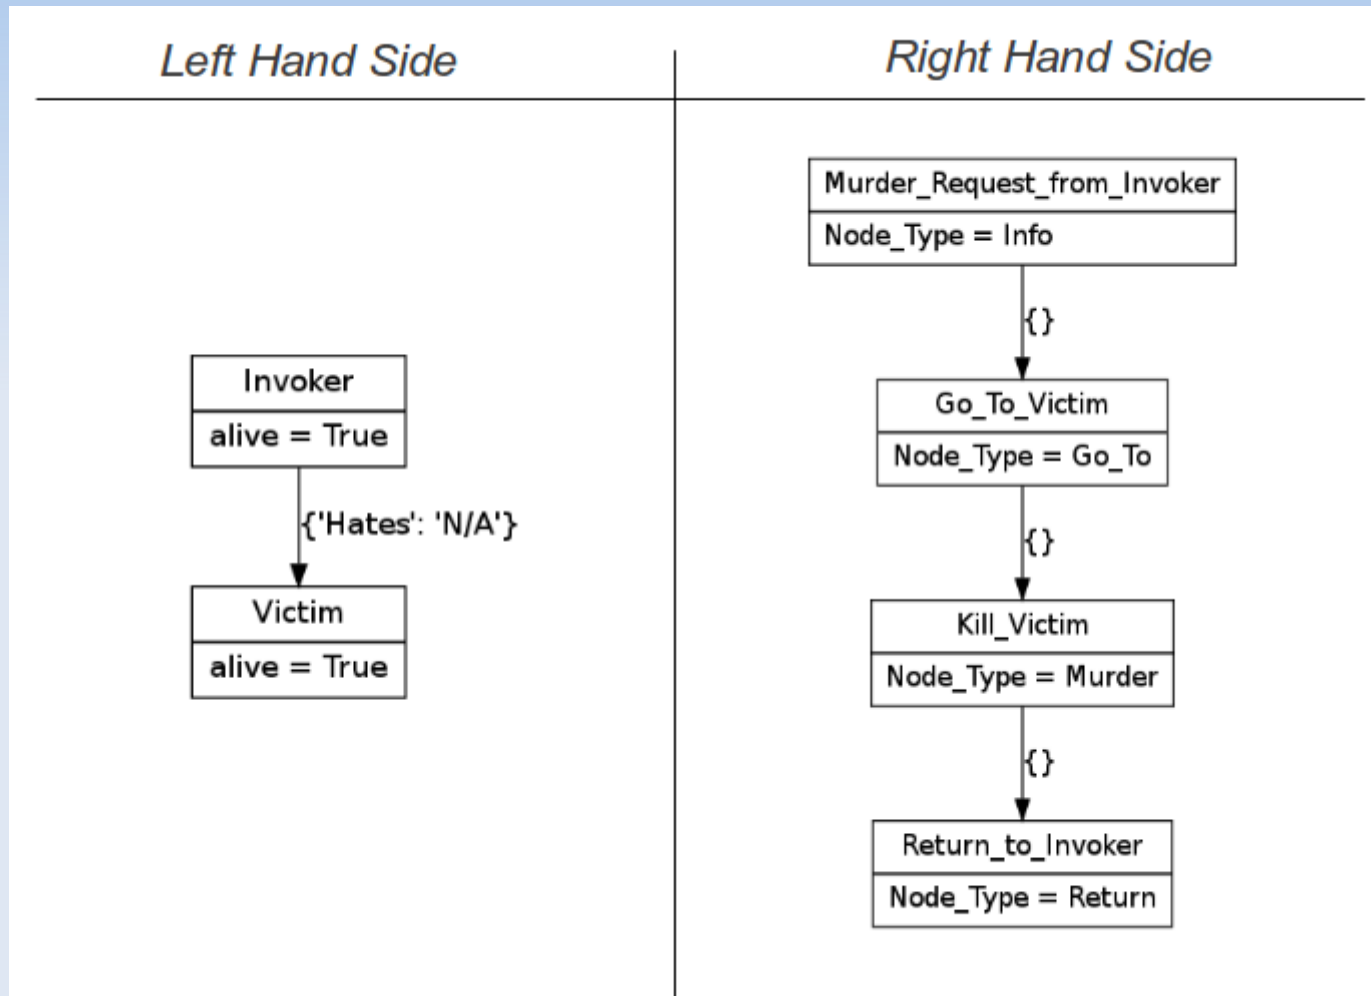 Left Hand Side
Invoker
alive = True
{'Hates': 'N/A'}
Victim
alive = True
Right Hand Side
Murder_Request_from_Invoker
Node_Type = Info
{}
Go_To_Victim
Node_Type = Go_To
{}
Kill_Victim
Node_Type = Murder
{}
Return_to_Invoker
Node_Type = Return